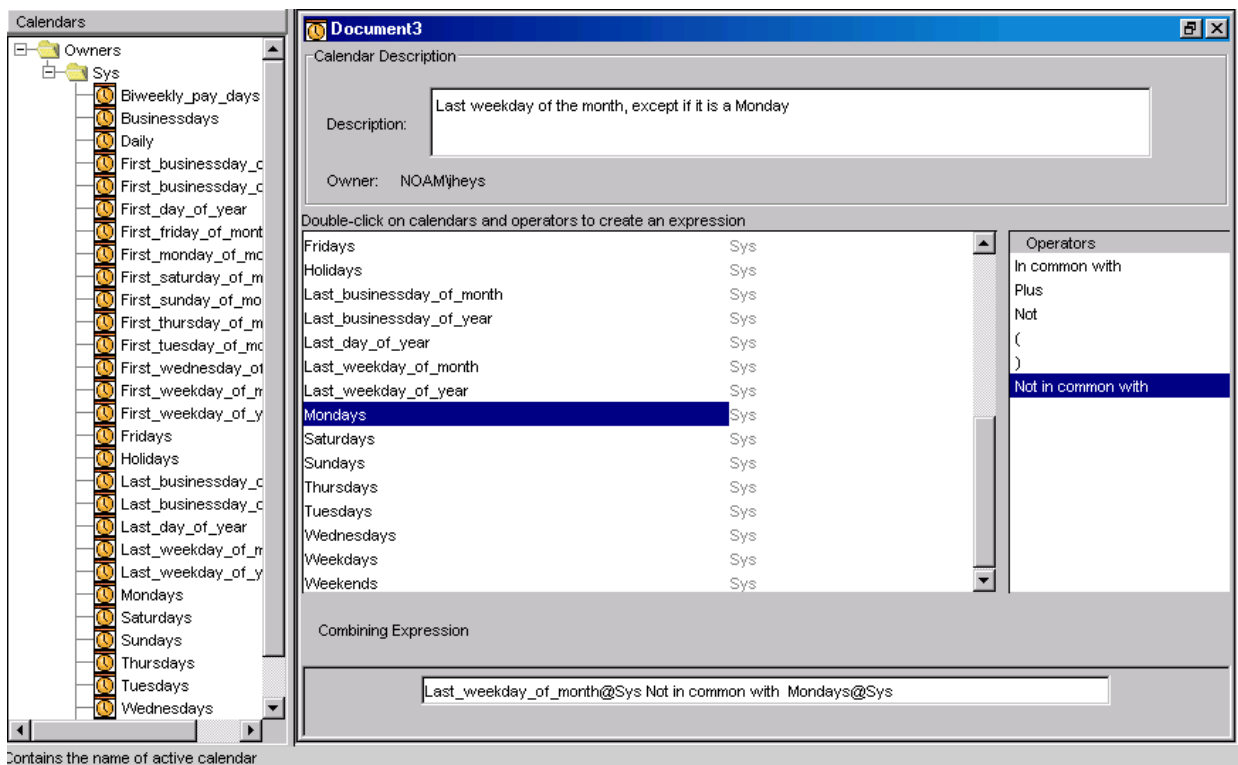 Calendars
Owners
Sys
Biweekly_pay_days
Businessdays
Daily
First_businessday_c
First_businessday_c
First_day_of_year
First_friday_of_mont
First_monday_of_mc
First_saturday_of_m
First_sunday_of_mo
First_thursday_of_m
First_tuesday_of_mc
First_wednesday_of
First_weekday_of_m
First_weekday_of_y
Fridays
Holidays
Last_businessday_c
Last_businessday_c
Last_day_of_year
Last_weekday_of_m
Last_weekday_of_y
Mondays
Saturdays
Sundays
Thursdays
Tuesdays
Wednesdays
Document3
Calendar Description
Description:
Last weekday of the month, except if it is a Monday
Owner: NOAM\jheys
Double-click on calendars and operators to create an expression
Fridays Sys
Holidays Sys
Last_businessday_of_month Sys
Last_businessday_of_year Sys
Last_day_of_year Sys
Last_weekday_of_month Sys
Last_weekday_of_year Sys
Mondays Sys
Saturdays Sys
Sundays Sys
Thursdays Sys
Tuesdays Sys
Wednesdays Sys
Weekdays Sys
Weekends Sys
Operators
In common with
Plus
Not
(
)
Not in common with
Combining Expression
Last_weekday_of_month@Sys Not in common with Mondays@Sys
Contains the name of active calendar